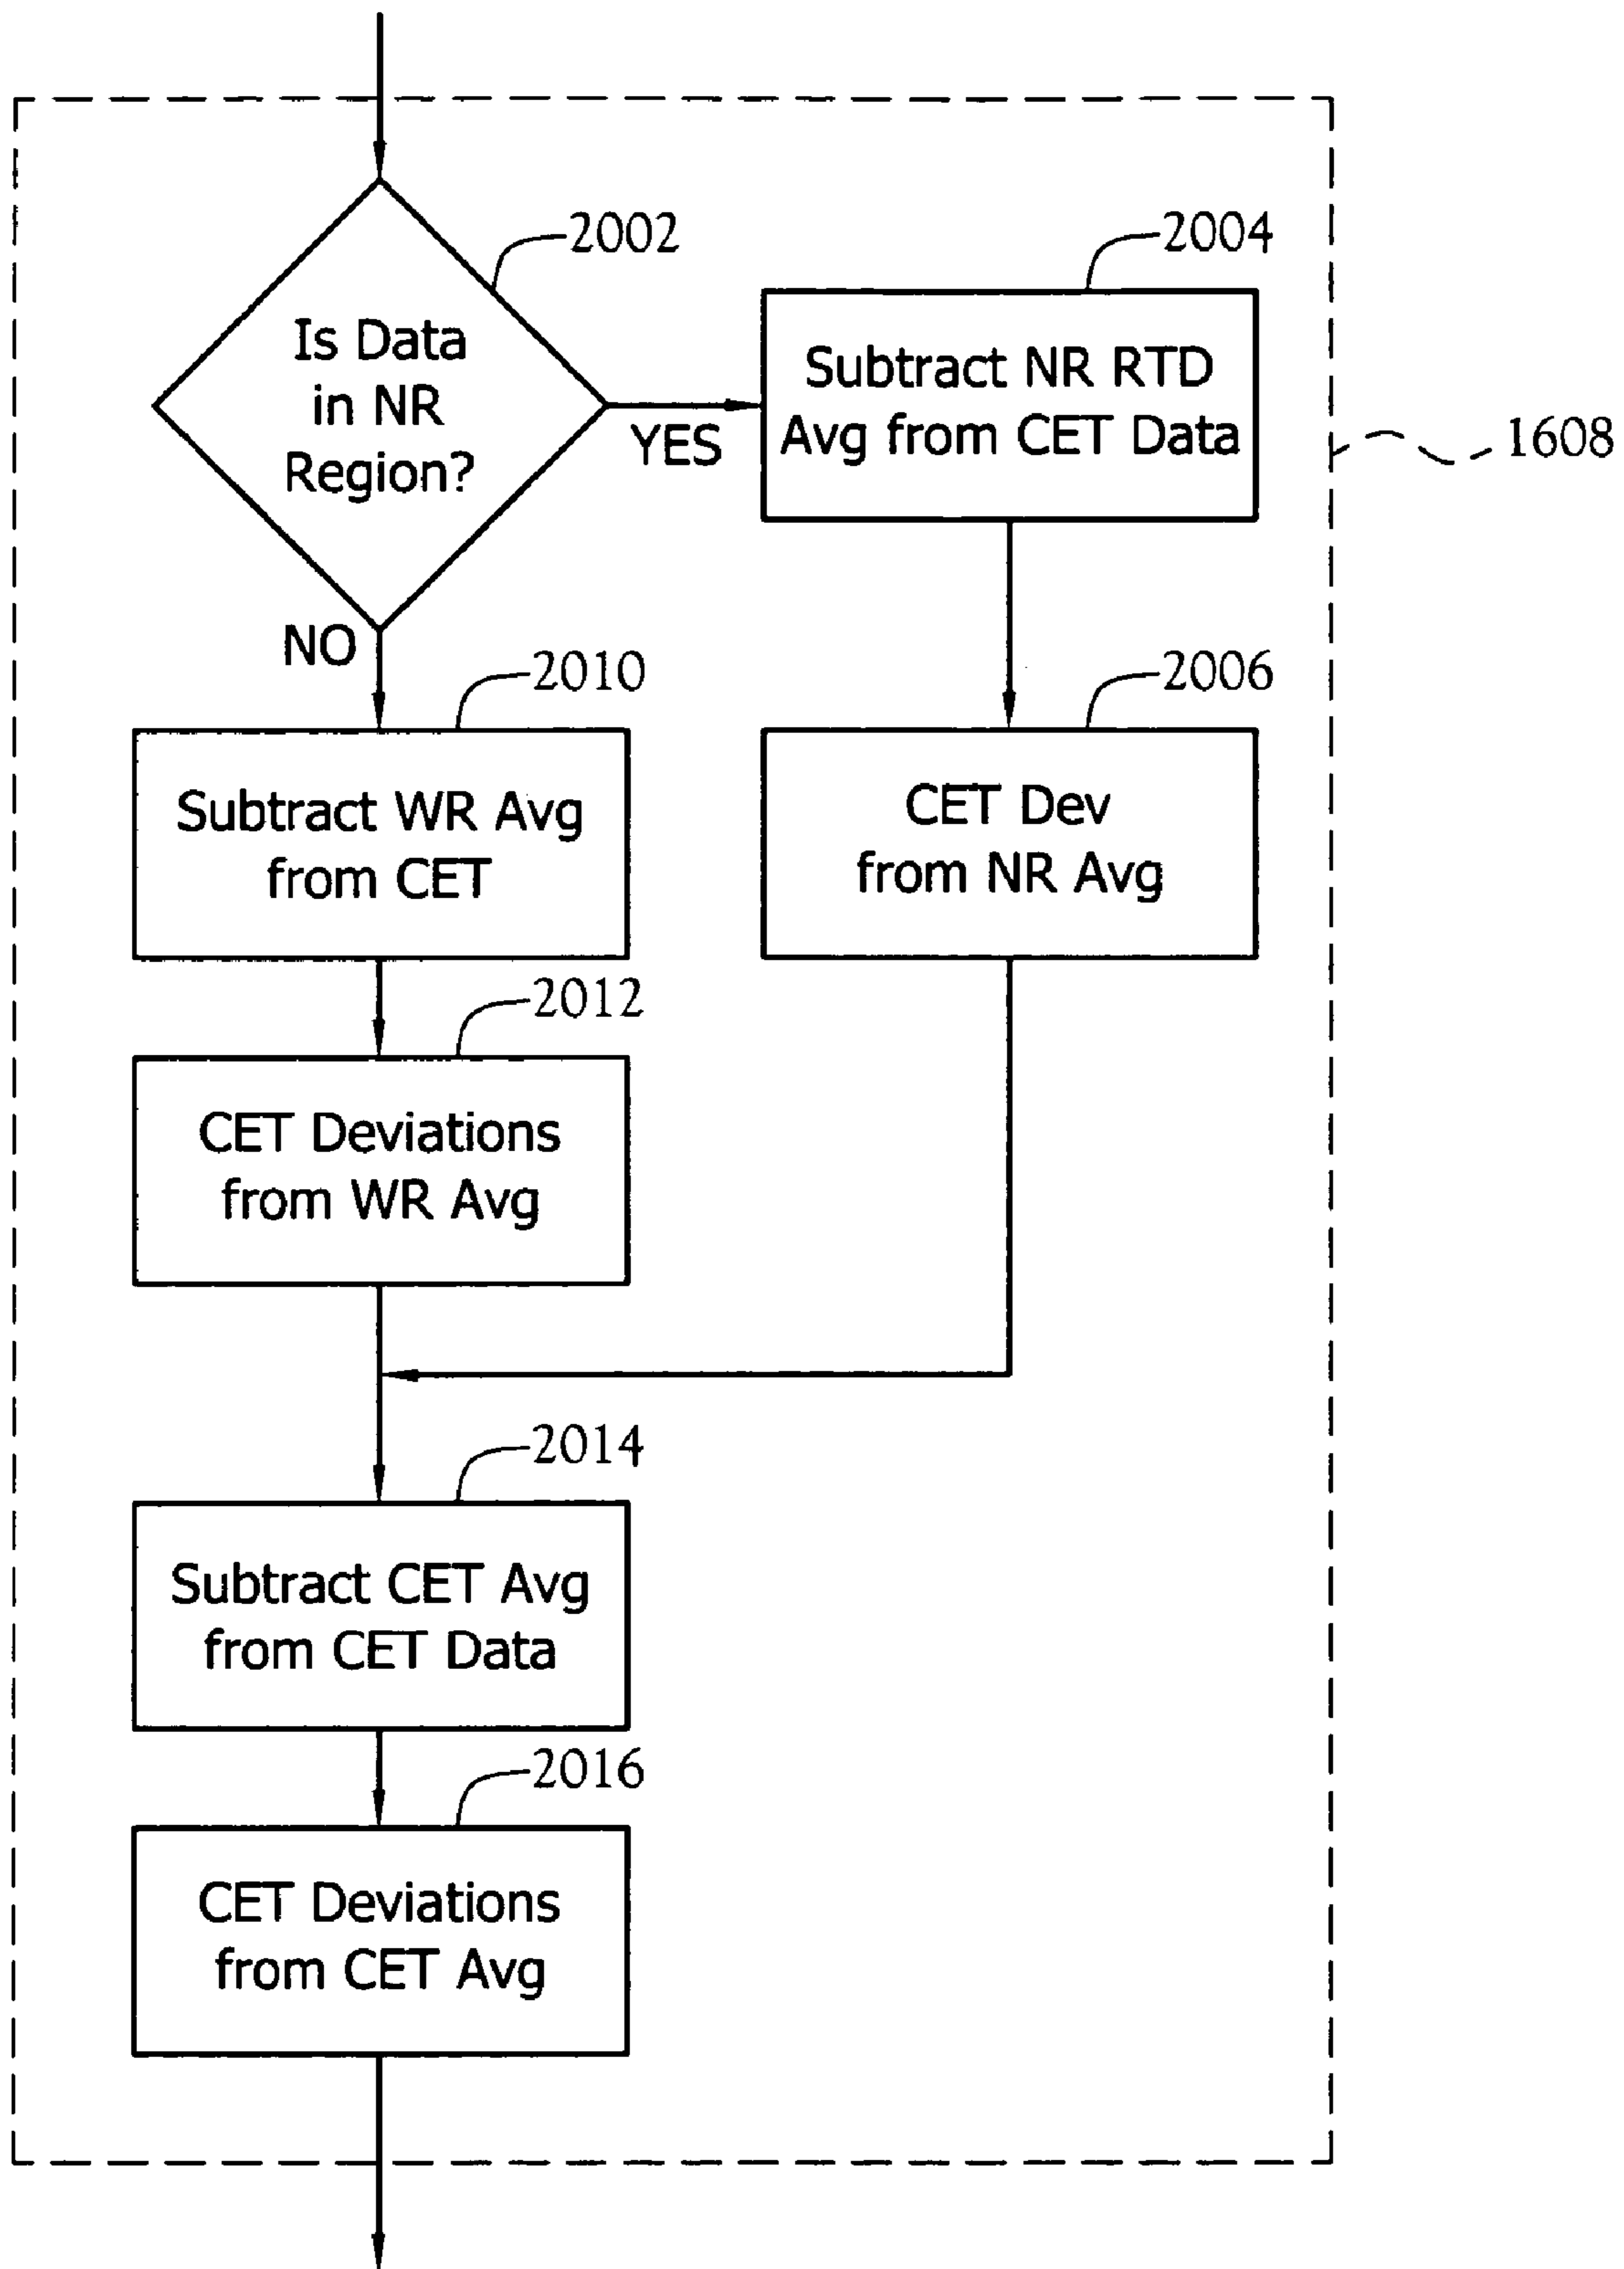 2002
Is Data
in NR
Region?
YES
NO
2004
Subtract NR RTD
Avg from CET Data
1608
2010
Subtract WR Avg
from CET
2006
CET Dev
from NR Avg
2012
CET Deviations
from WR Avg
2014
Subtract CET Avg
from CET Data
2016
CET Deviations
from CET Avg